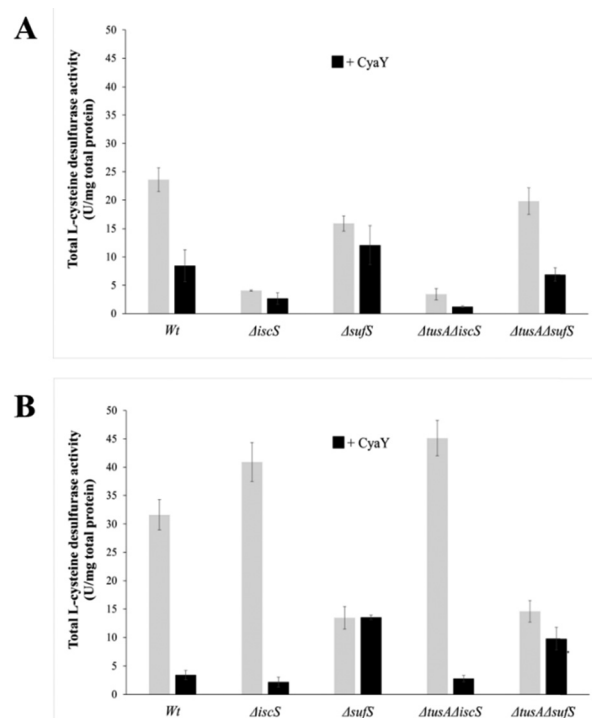 A
Total L-cysteine desulfurase activity
(U/mg total protein)
50
45
40
35
30
25
20
15
10
5
0
+ CyaY
Wt
ΔiscS
ΔsufS
ΔtusAΔiscS
ΔtusAΔsufS
B
Total L-cysteine desulfurase activity
(U/mg total protein)
50
45
40
35
30
25
20
15
10
5
0
+ CyaY
Wt
ΔiscS
ΔsufS
ΔtusAΔiscS
ΔtusAΔsufS